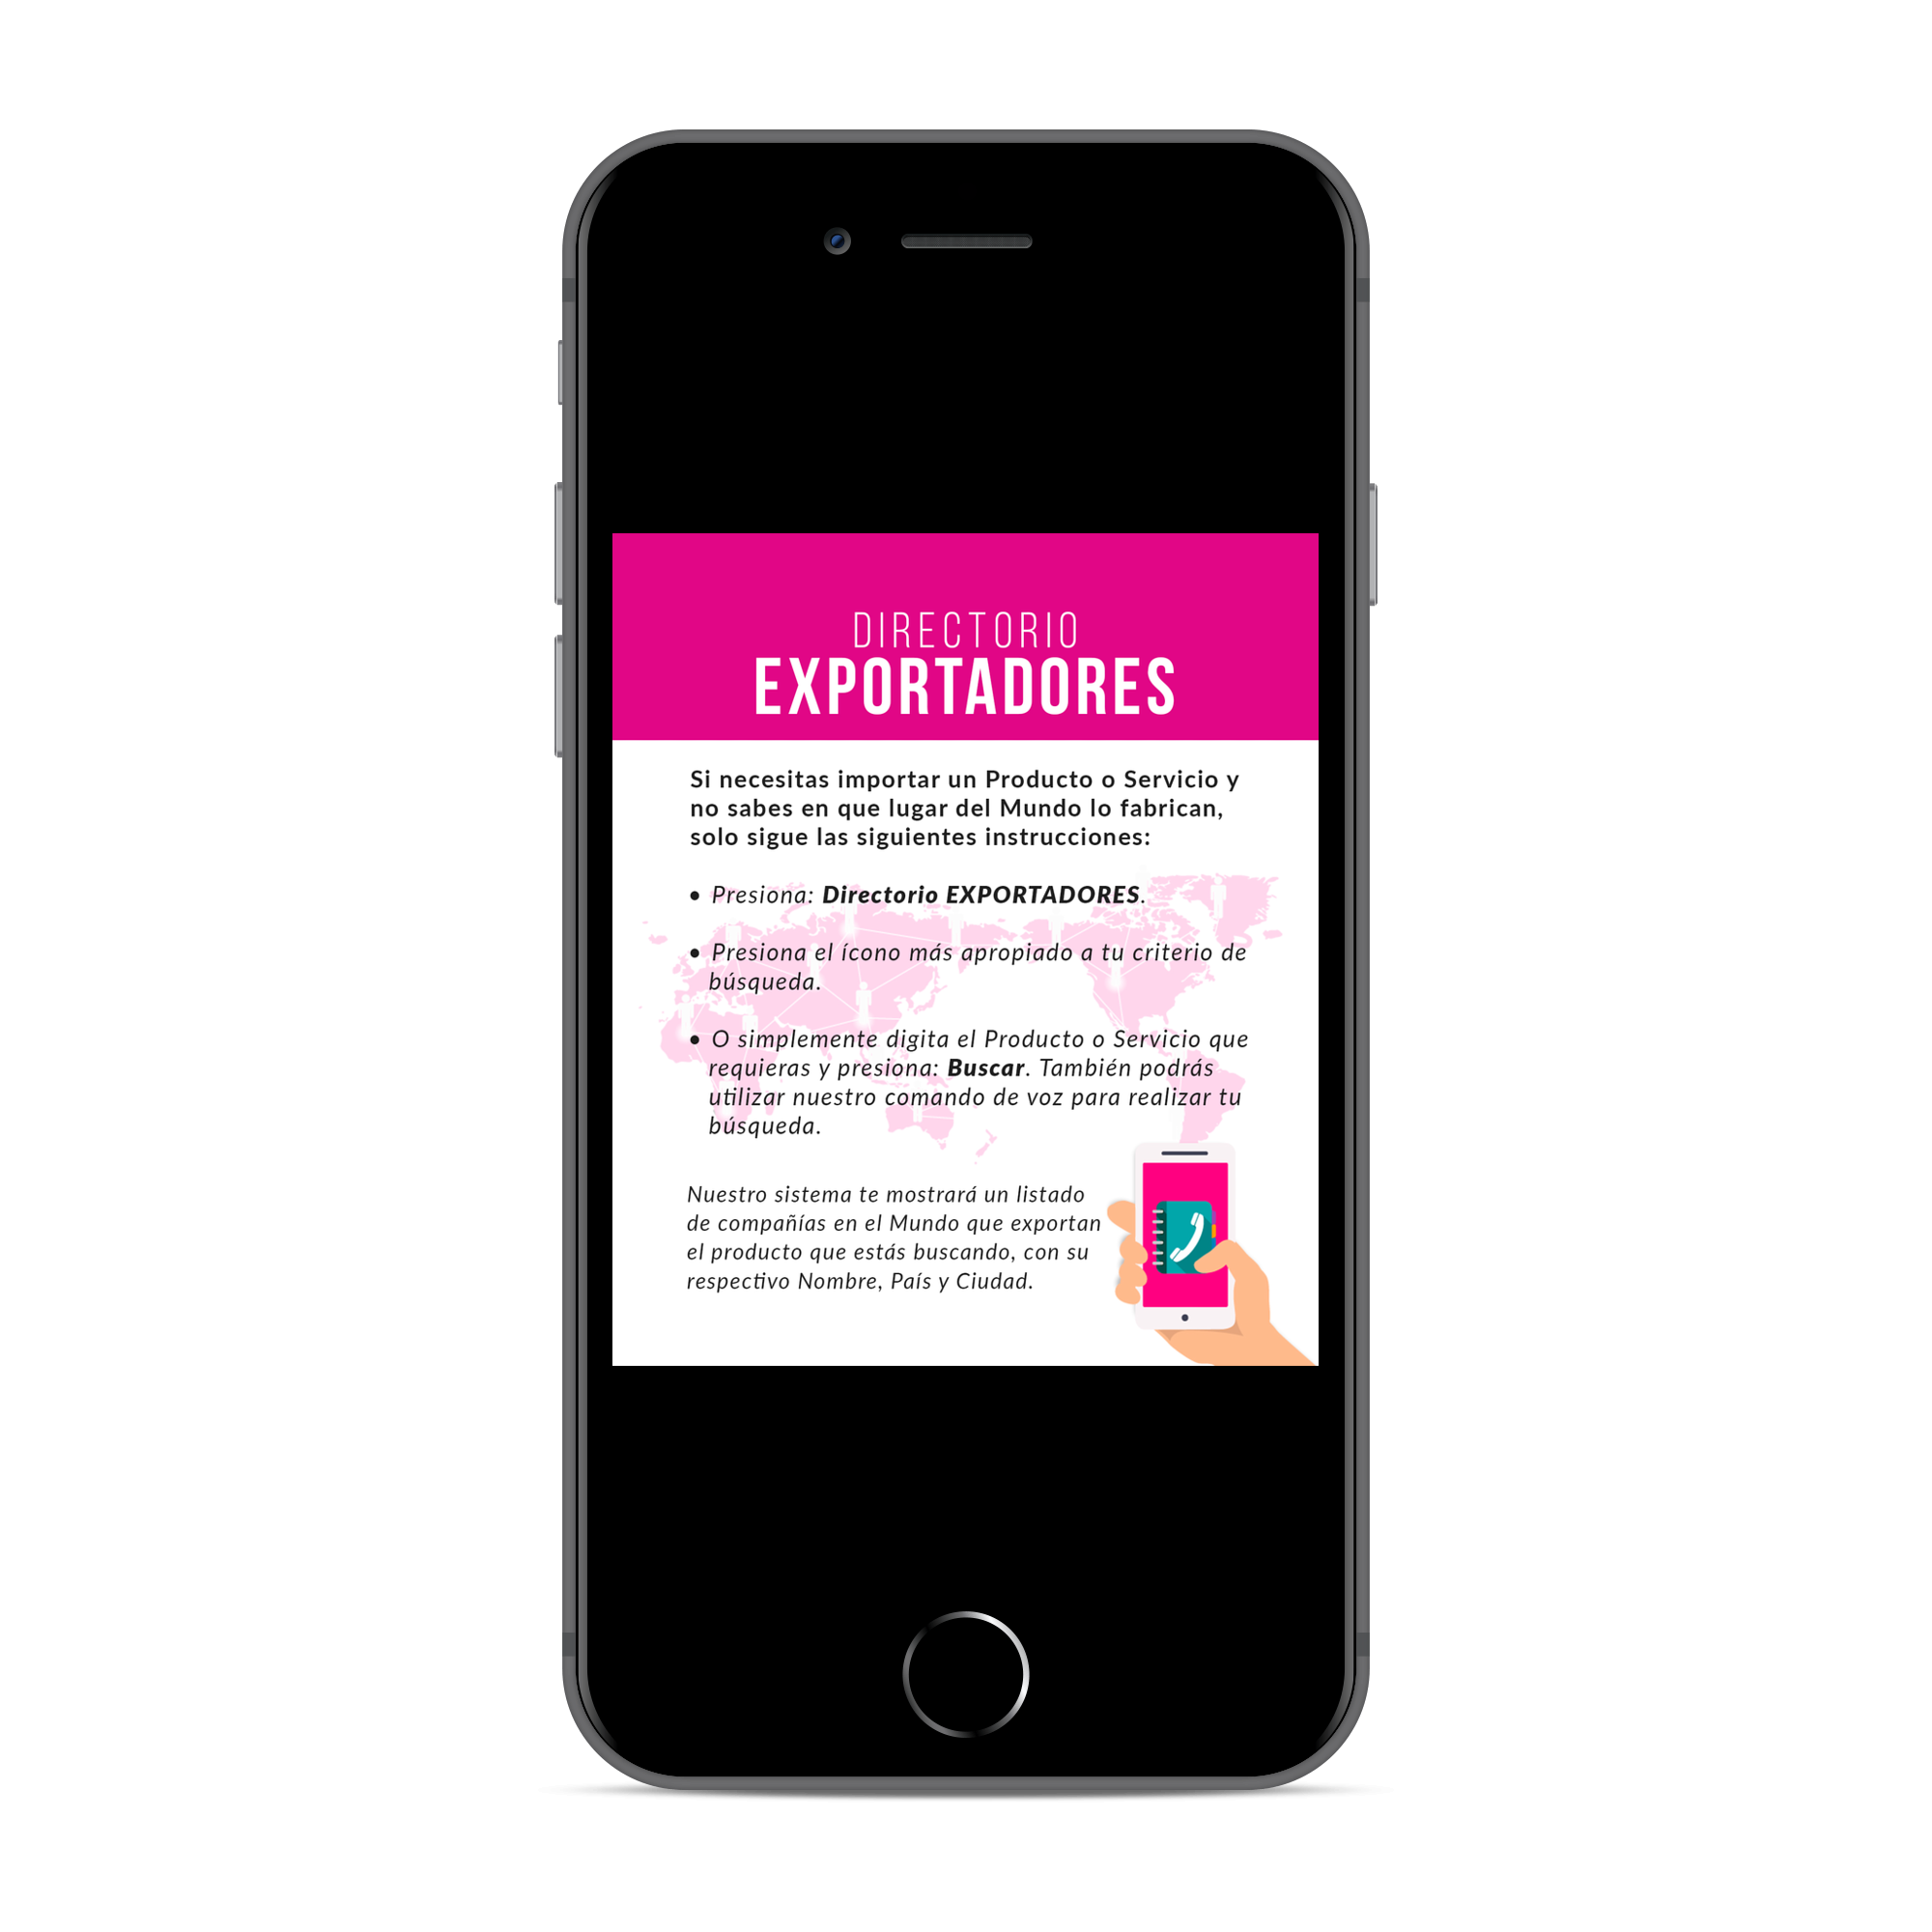 DIRECTORIO
EXPORTADORES
Si necesitas importar un Producto o Servicio y
no sabes en que lugar del Mundo lo fabrican,
solo sigue las siguientes instrucciones:
• Presiona: Directorio EXPORTADORES.
• Presiona el ícono más apropiado a tu criterio de
búsqueda.
• O simplemente digita el Producto o Servicio que
requieras y presiona: Buscar. También podrás
utilizar nuestro comando de voz para realizar tu
búsqueda.
Nuestro sistema te mostrará un listado
de compañías en el Mundo que exportan
el producto que estás buscando, con su
respectivo Nombre, País y Ciudad.